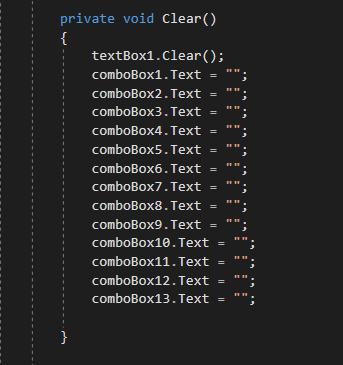 private void Clear()
{
textBox1.Clear();
comboBox1.Text = "";
comboBox2.Text = "";
comboBox3.Text = "";
comboBox4.Text = "";
comboBox5.Text = "";
comboBox6.Text = "";
comboBox7.Text = "";
comboBox8.Text = "";
comboBox9.Text = "";
comboBox10.Text = "";
comboBox11.Text = "";
comboBox12.Text = "";
comboBox13.Text = "";
}